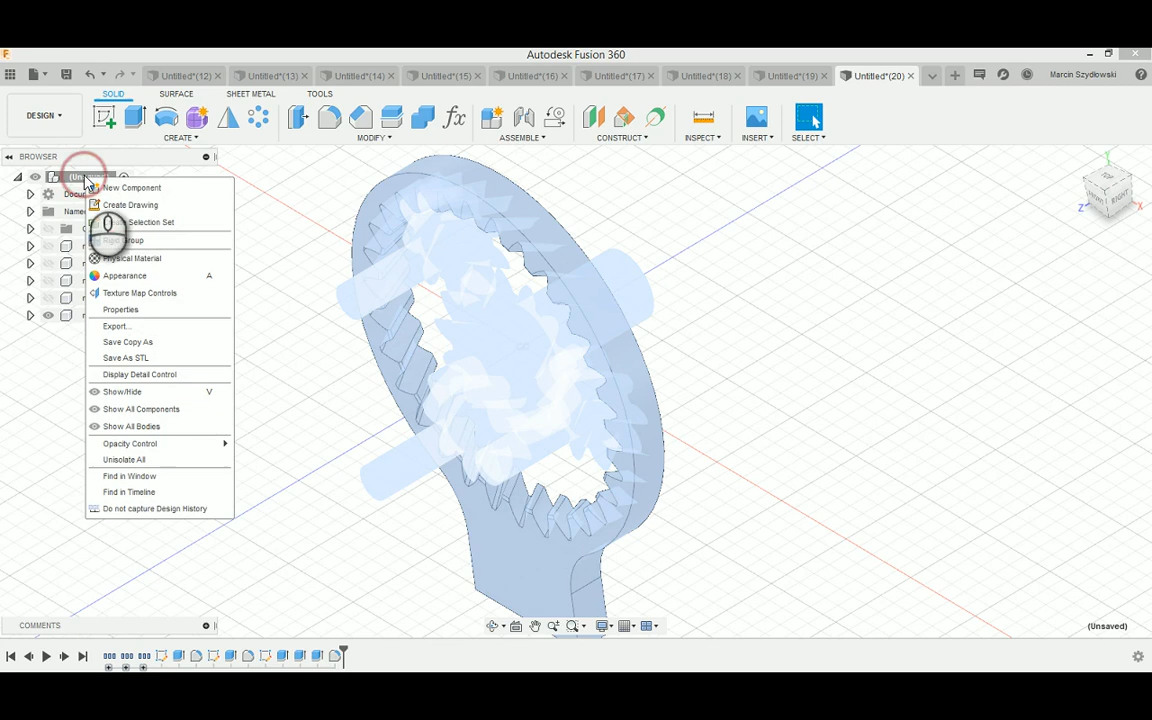 Autodesk Fusion 360
Untitled*(12) Untitled*(13) Untitled*(14) Untitled*(15) Untitled*(16) Untitled*(17) Untitled*(18) Untitled*(19) Untitled*(20) Marcin Szydłowski
SOLID SURFACE SHEET METAL TOOLS
DESIGN
CREATE MODIFY ASSEMBLE CONSTRUCT INSPECT INSERT SELECT
BROWSER
TOP
RIGHT
Y
Z
X
New Component
Create Drawing
Selection Set
Group
Physical Material
Appearance A
Texture Map Controls
Properties
Export...
Save Copy As
Save As STL
Display Detail Control
Show/Hide V
Show All Components
Show All Bodies
Opacity Control
Unisolate All
Find in Window
Find in Timeline
Do not capture Design History
COMMENTS
(Unsaved)